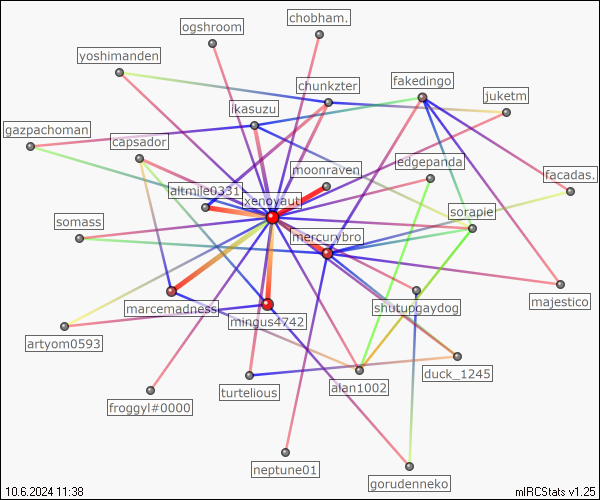 chobham.
ogshroom
yoshimanden
fakedingo
chunkzter
juketm
ikasuzu
gazpachoman
capsador
edgepanda
moonraven
facadas.
altmile0331
xenoyaut
sorapie
somass
mercurybro
majestico
marcemadness
shutupgaydog
mingus4742
artyom0593
duck_1245
alan1002
turtelious
froggyl#0000
neptune01
gorudenneko
10.6.2024 11:38
mIRCStats v1.25